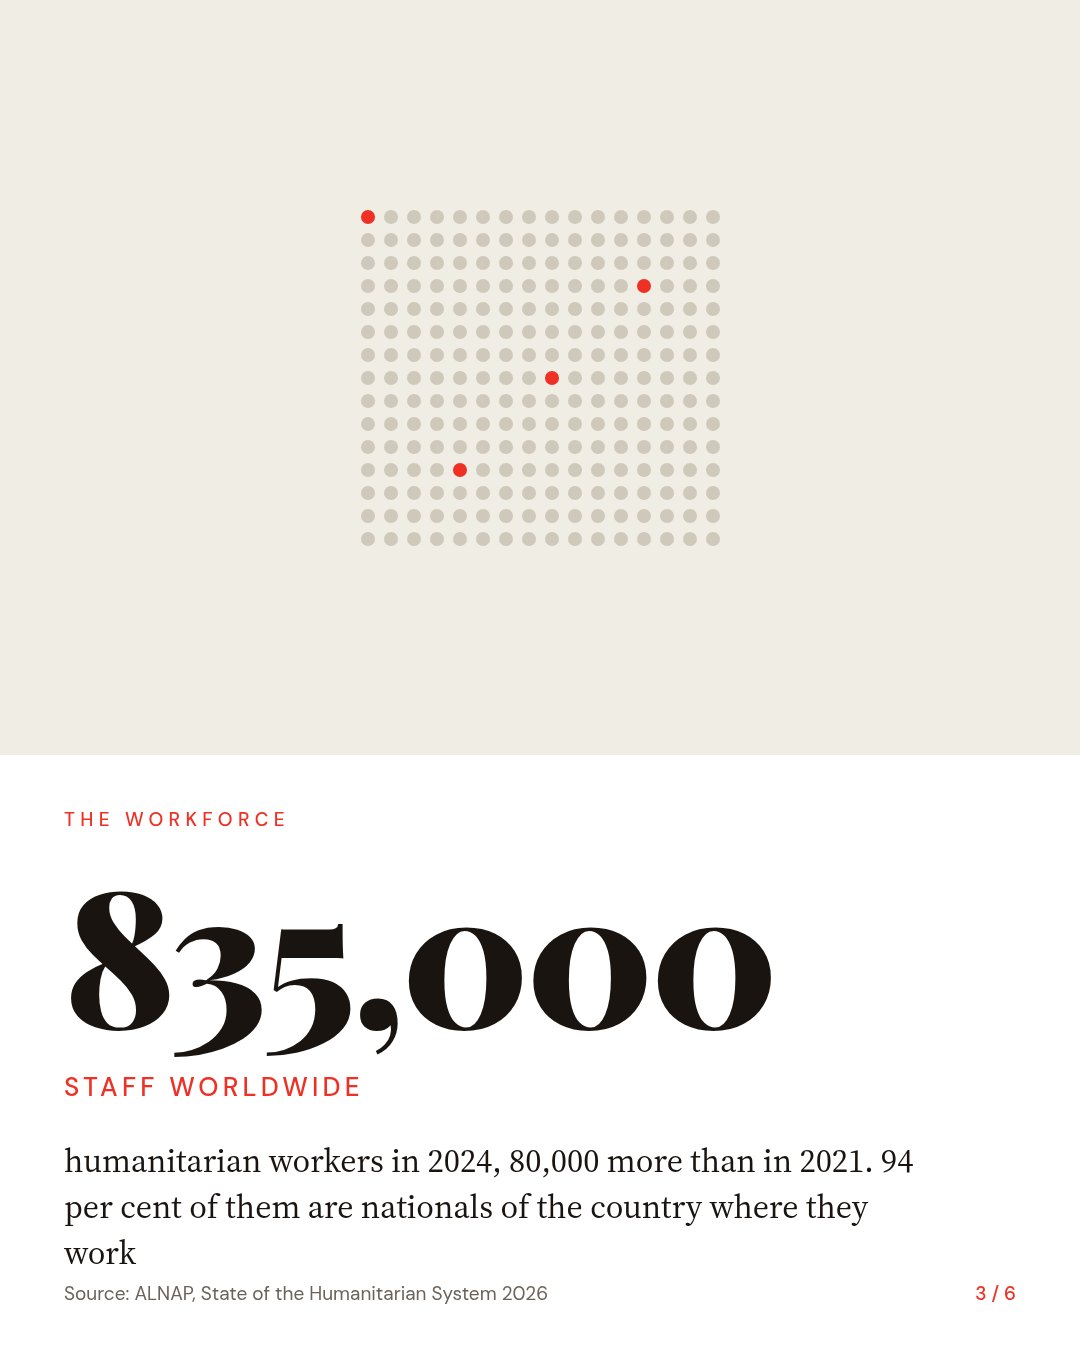 THE WORKFORCE
835,000
STAFF WORLDWIDE
humanitarian workers in 2024, 80,000 more than in 2021. 94
per cent of them are nationals of the country where they
work
Source: ALNAP, State of the Humanitarian System 2026
3 / 6